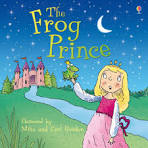 The
Frog
Prince
Illustrated by
Mike and Carl Gordon